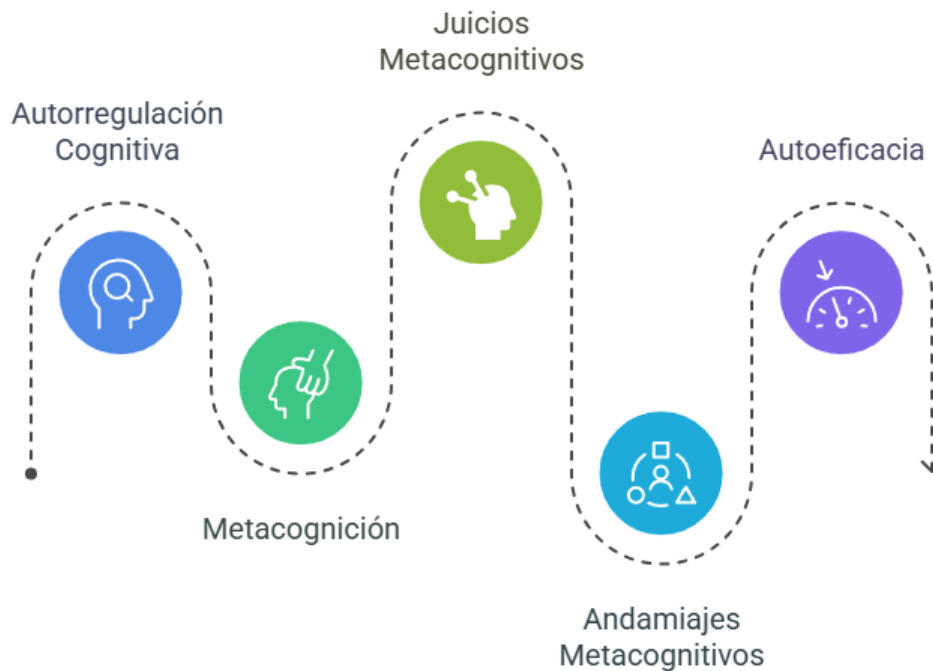 Autorregulación
Cognitiva
Metacognición
Juicios
Metacognitivos
Andamiajes
Metacognitivos
Autoeficacia